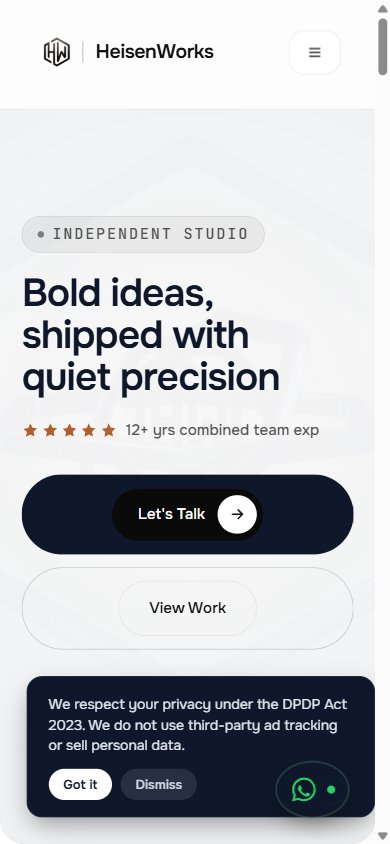 HeisenWorks
INDEPENDENT STUDIO
Bold ideas,
shipped with
quiet precision
12+ yrs combined team exp
Let's Talk
View Work
We respect your privacy under the DPDP Act
2023. We do not use third-party ad tracking
or sell personal data.
Got it
Dismiss